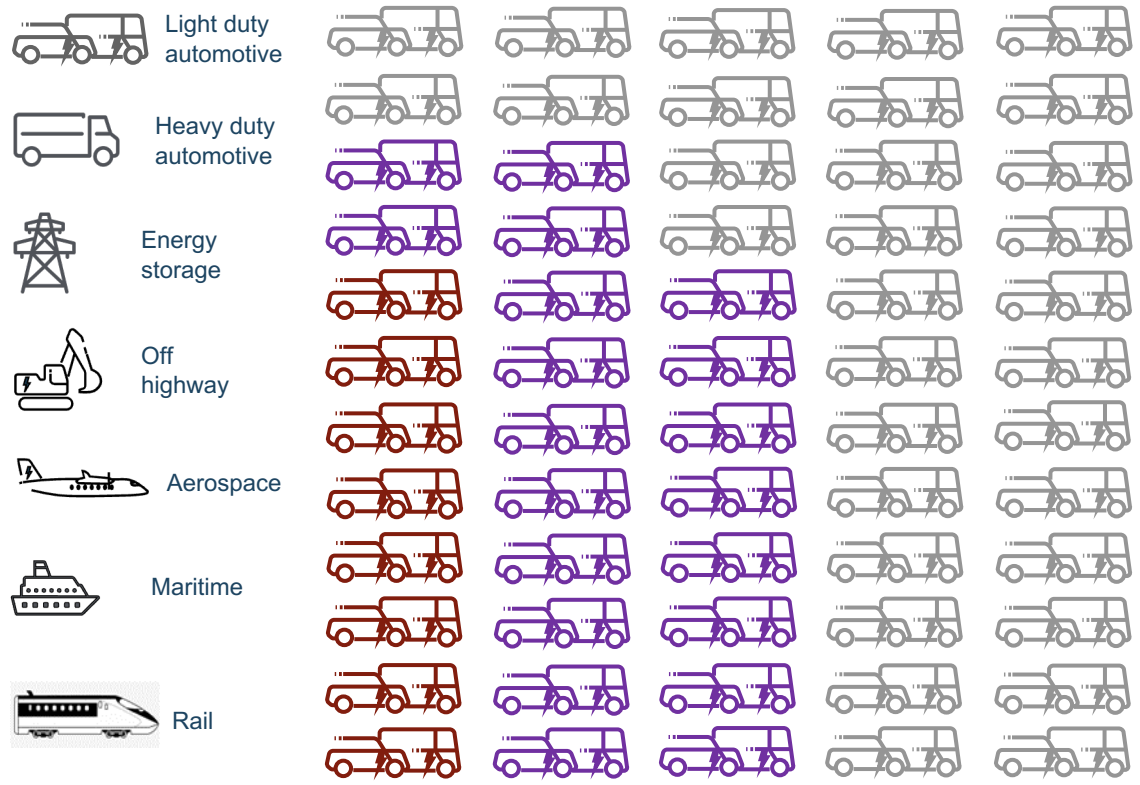 Light duty
automotive
Heavy duty
automotive
Energy
storage
Off
highway
Aerospace
Maritime
Rail